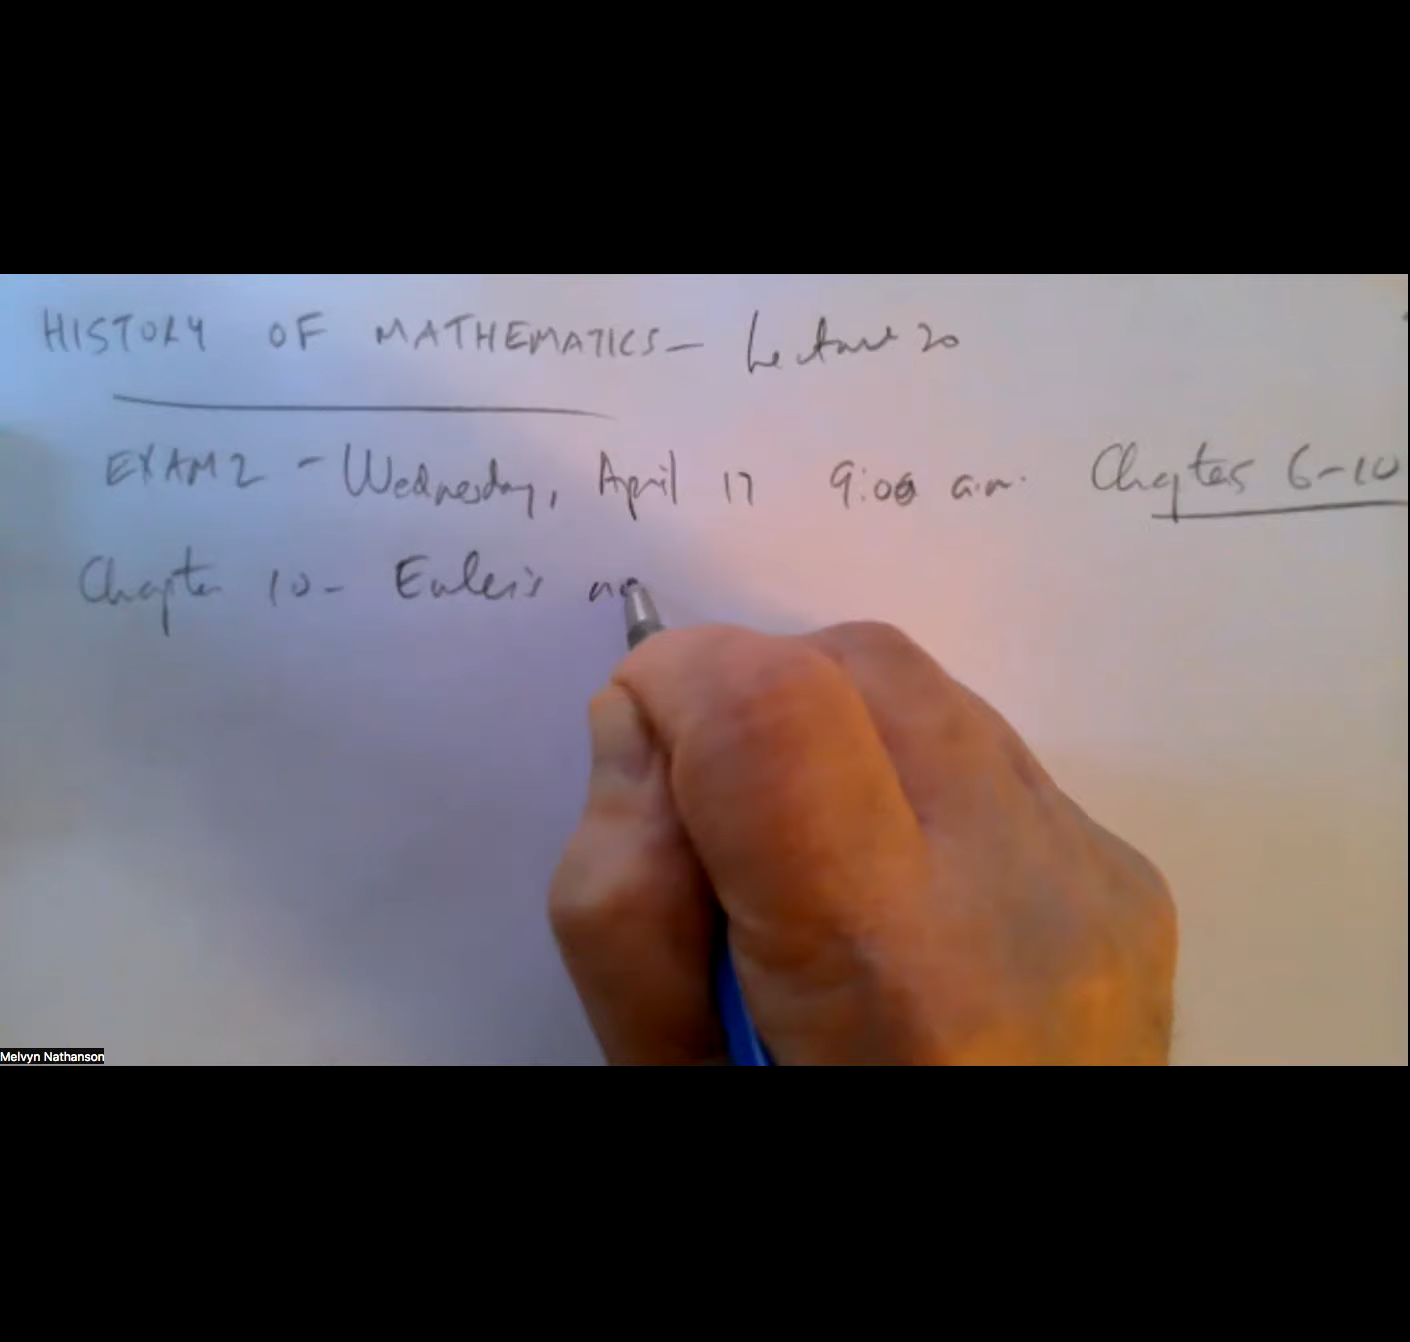 HISTORY OF MATHEMATICS - Lecture 20
EXAM 2 - Wednesday, April 17 9:00 a.m. Chapters 6-10
Chapter 10 - Euler's
Melvyn Nathanson